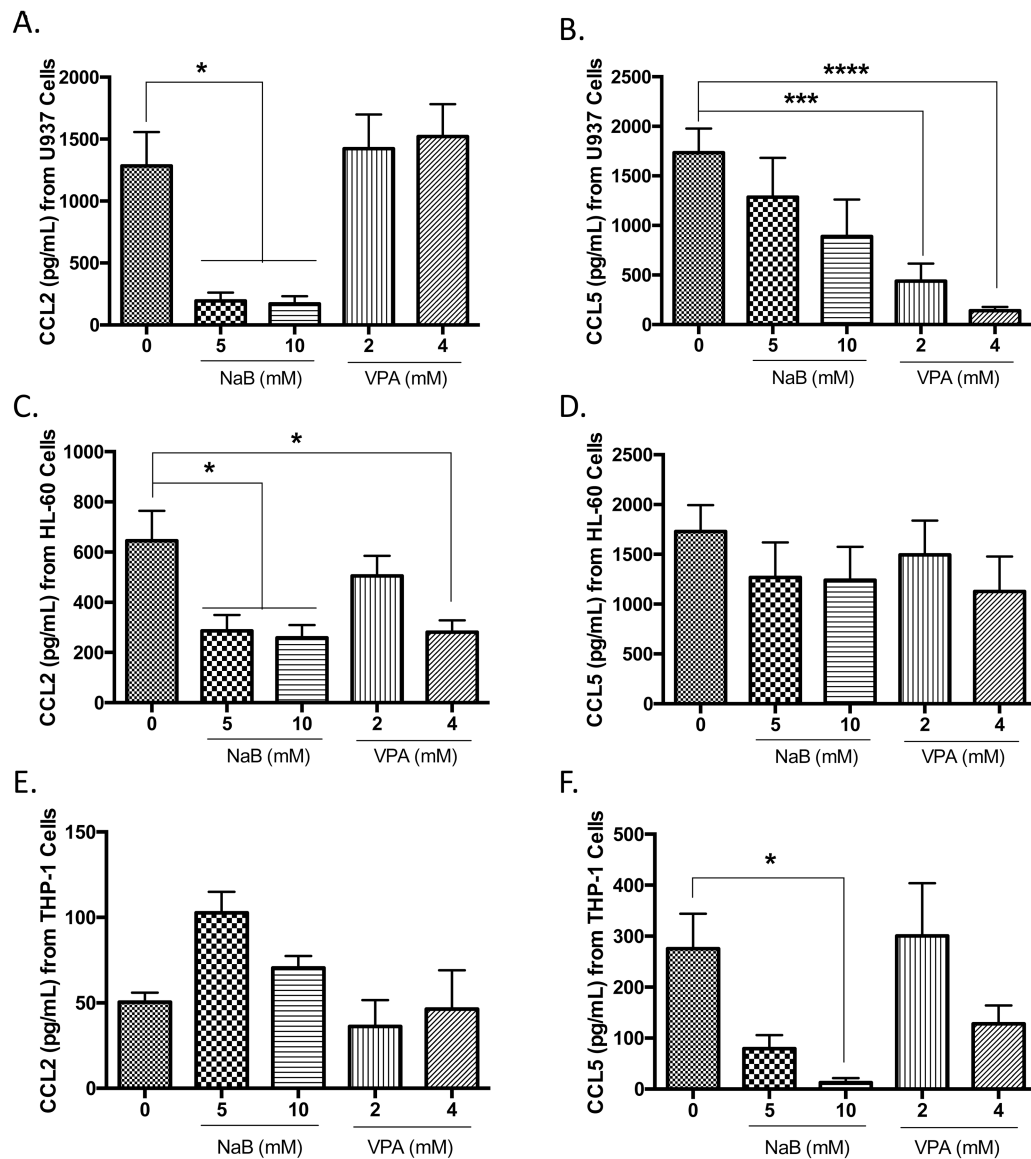 A.
CCL2 (pg/mL) from U937 Cells
2000
1500
1000
500
0
*
0 5 10 2 4
NaB (mM) VPA (mM)
B.
CCL5 (pg/mL) from U937 Cells
2500
2000
1500
1000
500
0
****
***
0 5 10 2 4
NaB (mM) VPA (mM)
C.
CCL2 (pg/mL) from HL-60 Cells
1000
800
600
400
200
0
*
*
0 5 10 2 4
NaB (mM) VPA (mM)
D.
CCL5 (pg/mL) from HL-60 Cells
2500
2000
1500
1000
500
0
0 5 10 2 4
NaB (mM) VPA (mM)
E.
CCL2 (pg/mL) from THP-1 Cells
150
100
50
0
0 5 10 2 4
NaB (mM) VPA (mM)
F.
CCL5 (pg/mL) from THP-1 Cells
500
400
300
200
100
0
*
0 5 10 2 4
NaB (mM) VPA (mM)